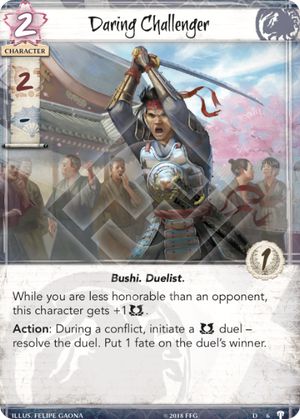 2
Daring Challenger
CHARACTER
2
-
Bushi. Duelist.
1
While you are less honorable than an opponent,
this character gets +1.
Action: During a conflict, initiate a duel –
resolve the duel. Put 1 fate on the duel's winner.
ILLUS. FELIPE GAONA
©2018 FFG
D 6